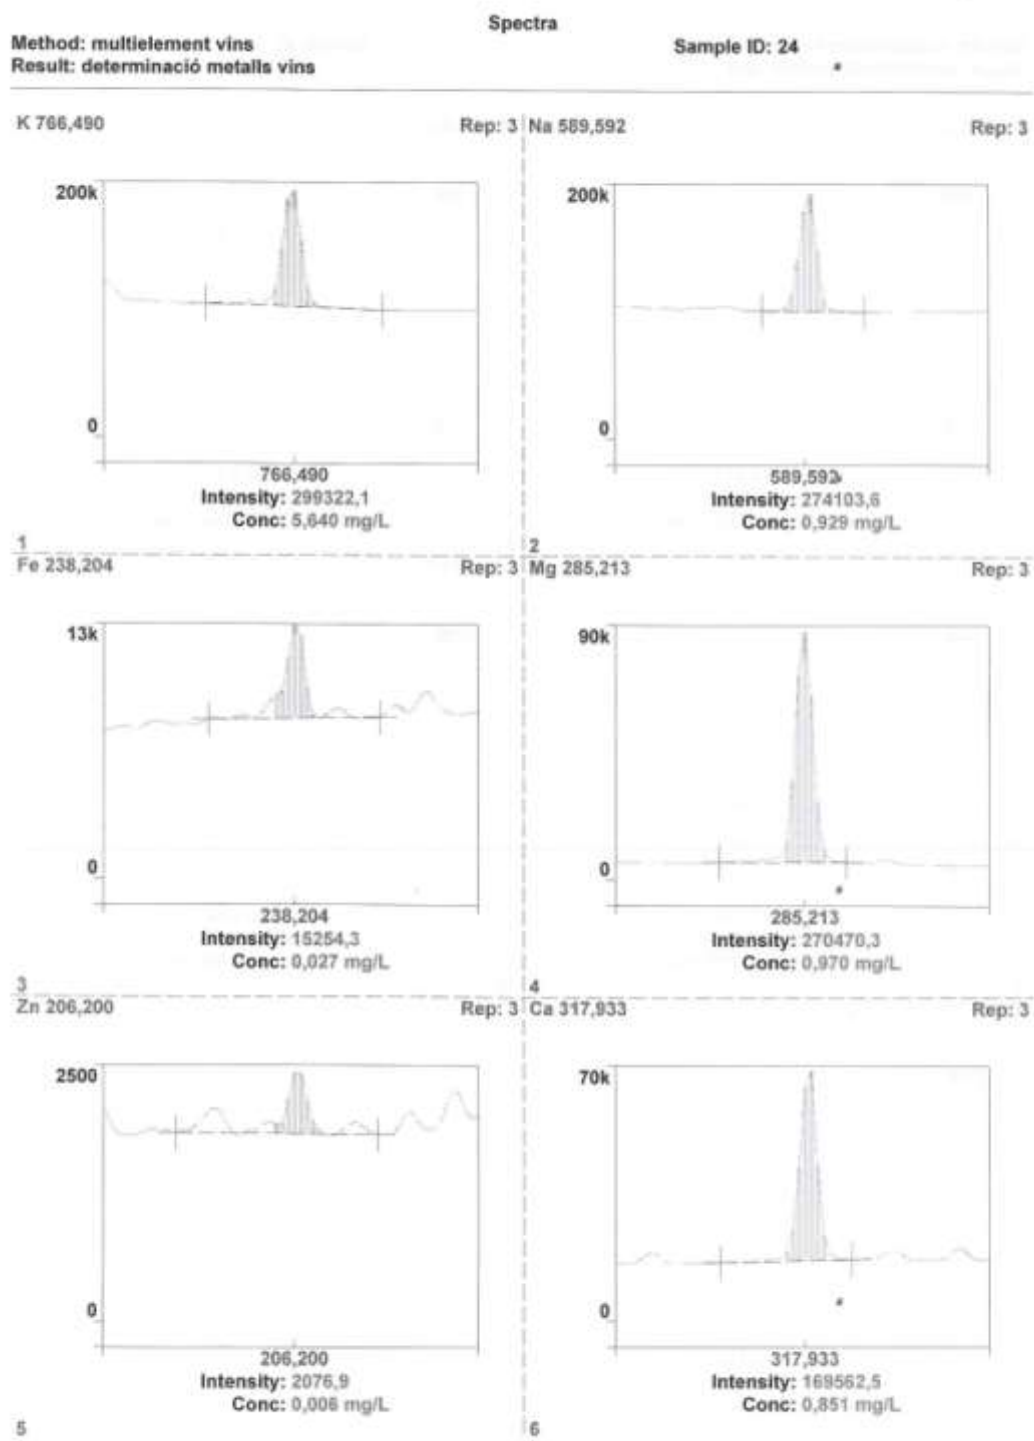 Spectra
Method: multielement vins
Sample ID: 24
Result: determinació metalls vins
K 766,490
Rep: 3
200k
0
766,490
Intensity: 299322,1
Conc: 5,640 mg/L
1
Na 589,592
Rep: 3
200k
0
589,592
Intensity: 274103,6
Conc: 0,929 mg/L
2
Fe 238,204
Rep: 3
13k
0
238,204
Intensity: 15254,3
Conc: 0,027 mg/L
3
Mg 285,213
Rep: 3
90k
0
285,213
Intensity: 270470,3
Conc: 0,970 mg/L
4
Zn 206,200
Rep: 3
2500
0
206,200
Intensity: 2076,9
Conc: 0,006 mg/L
5
Ca 317,933
Rep: 3
70k
0
317,933
Intensity: 169562,5
Conc: 0,851 mg/L
6